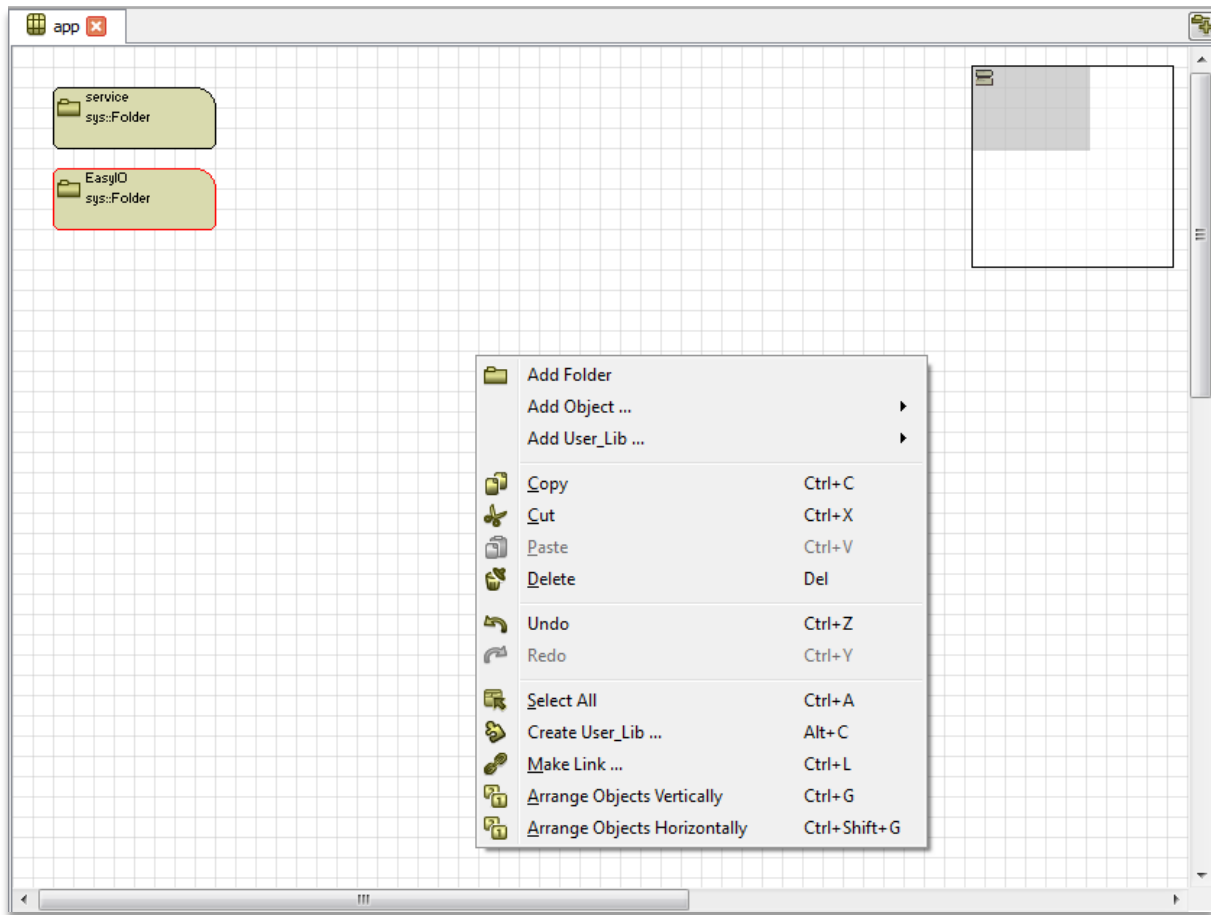 app
service
sys::Folder
EasyIO
sys::Folder
Add Folder
Add Object ...
Add User_Lib ...
Copy Ctrl+C
Cut Ctrl+X
Paste Ctrl+V
Delete Del
Undo Ctrl+Z
Redo Ctrl+Y
Select All Ctrl+A
Create User_Lib ... Alt+C
Make Link ... Ctrl+L
Arrange Objects Vertically Ctrl+G
Arrange Objects Horizontally Ctrl+Shift+G